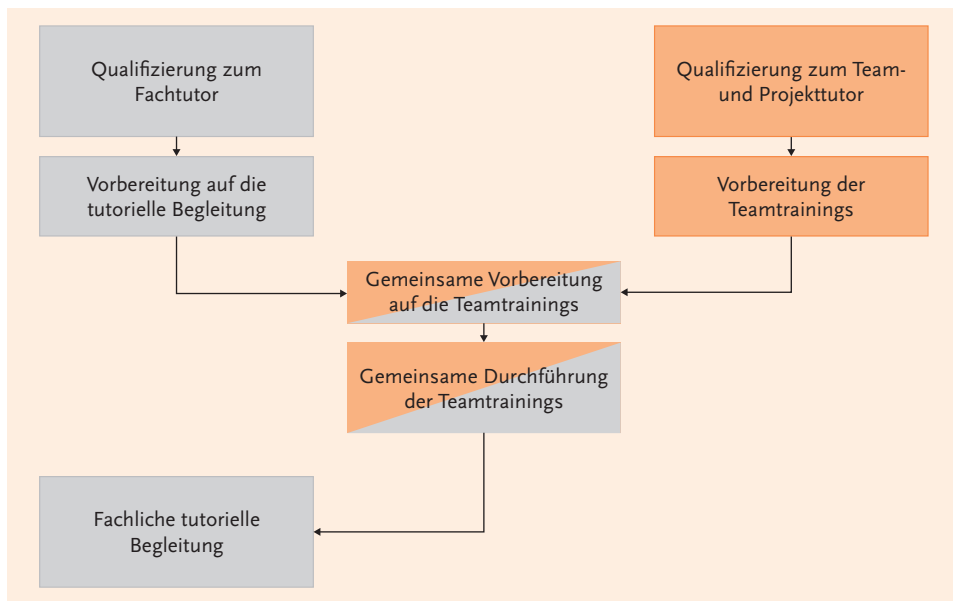 Qualifizierung zum
Fachtutor
Qualifizierung zum Team-
und Projekttutor
Vorbereitung auf die
tutorielle Begleitung
Vorbereitung der
Teamtrainings
Gemeinsame Vorbereitung
auf die Teamtrainings
Gemeinsame Durchführung
der Teamtrainings
Fachliche tutorielle
Begleitung